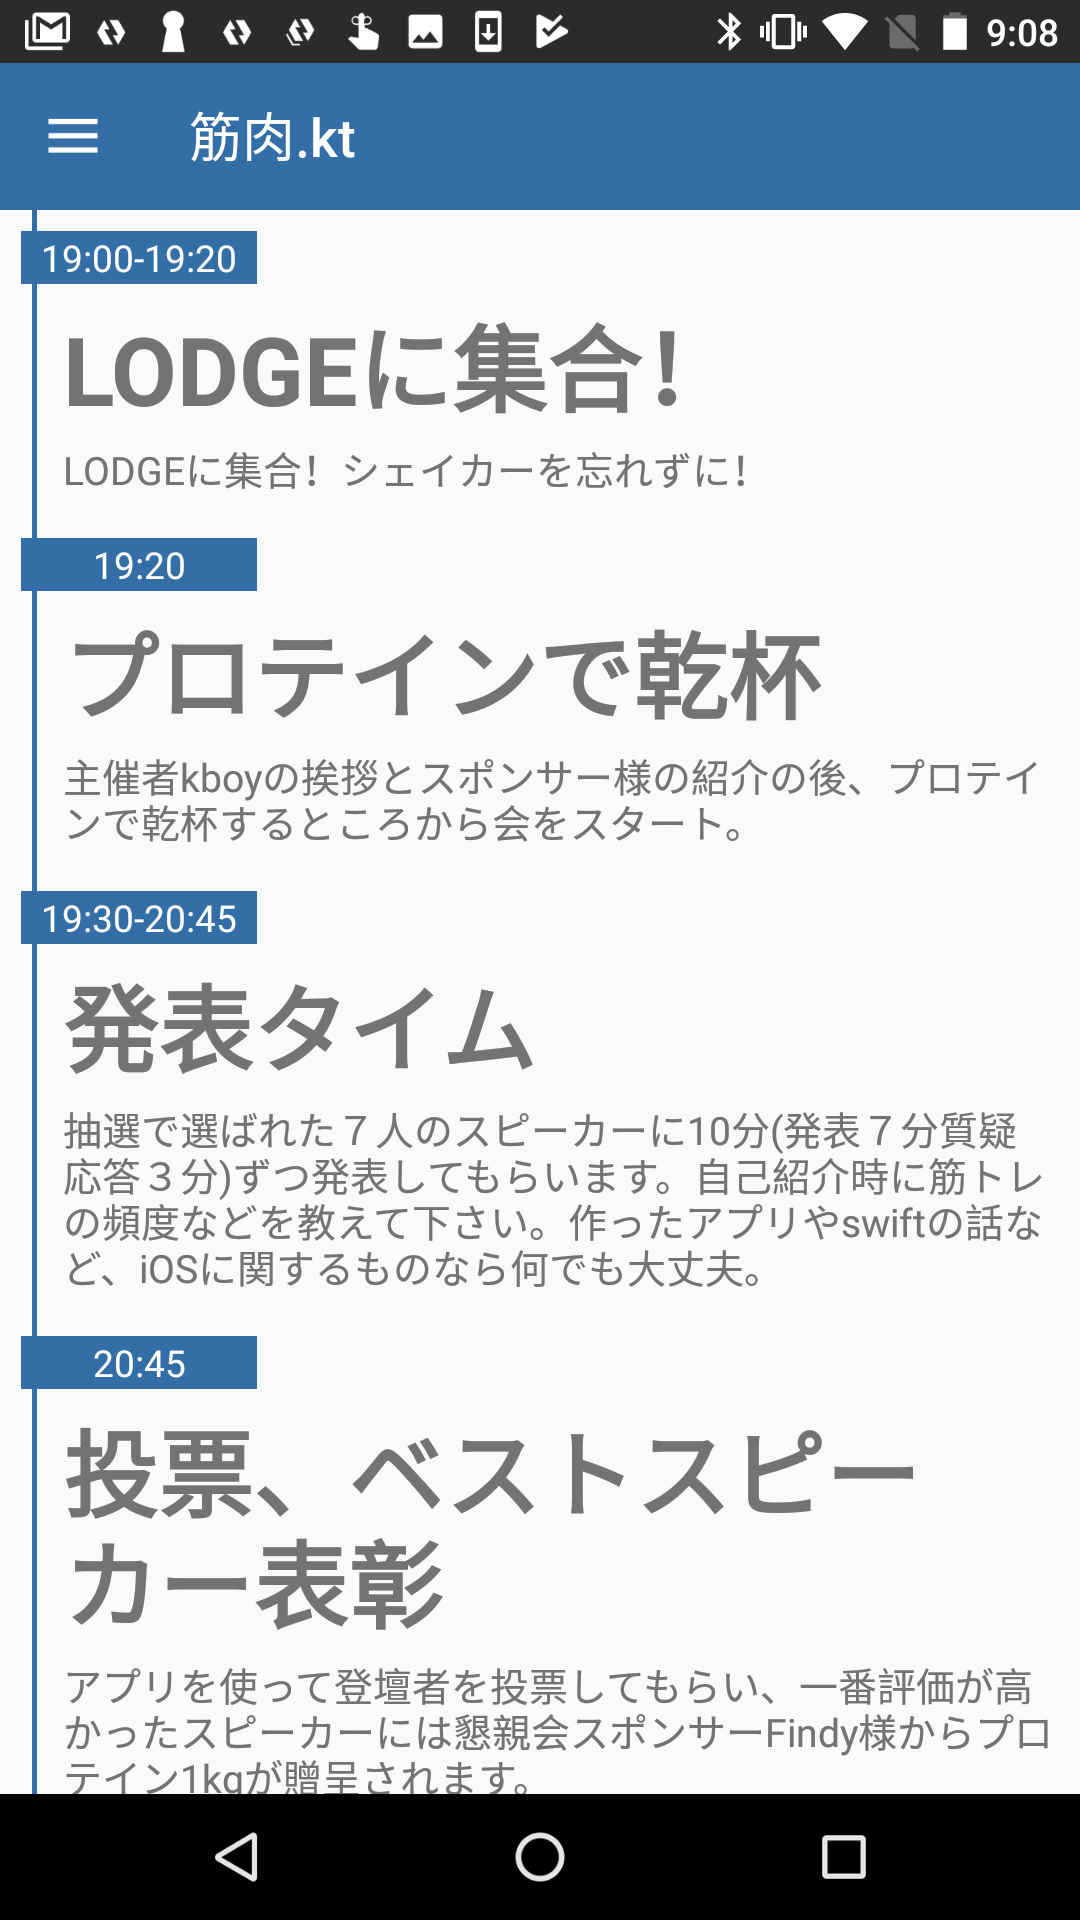 9:08
筋肉.kt
19:00-19:20
LODGEに集合！
LODGEに集合！シェイカーを忘れずに！
19:20
プロテインで乾杯
主催者kboyの挨拶とスポンサー様の紹介の後、プロテイ
ンで乾杯するところから会をスタート。
19:30-20:45
発表タイム
抽選で選ばれた７人のスピーカーに10分(発表７分質疑
応答３分)ずつ発表してもらいます。自己紹介時に筋トレ
の頻度などを教えて下さい。作ったアプリやswiftの話な
ど、iOSに関するものなら何でも大丈夫。
20:45
投票、ベストスピー
カー表彰
アプリを使って登壇者を投票してもらい、一番評価が高
かったスピーカーには懇親会スポンサーFindy様からプロ
テイン1kgが贈呈されます。